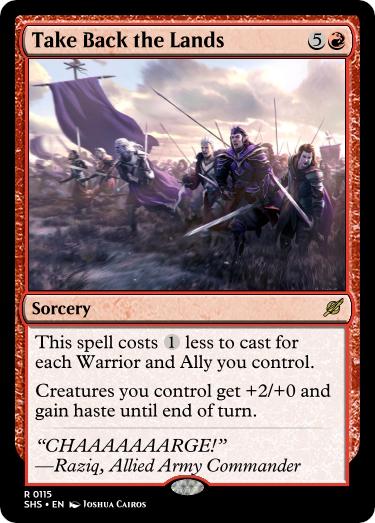 Take Back the Lands 5
Sorcery
This spell costs 1 less to cast for
each Warrior and Ally you control.
Creatures you control get +2/+0 and
gain haste until end of turn.
“CHAAAAAAARGE!”
—Raziq, Allied Army Commander
R 0115
SHS • EN Joshua Cairos